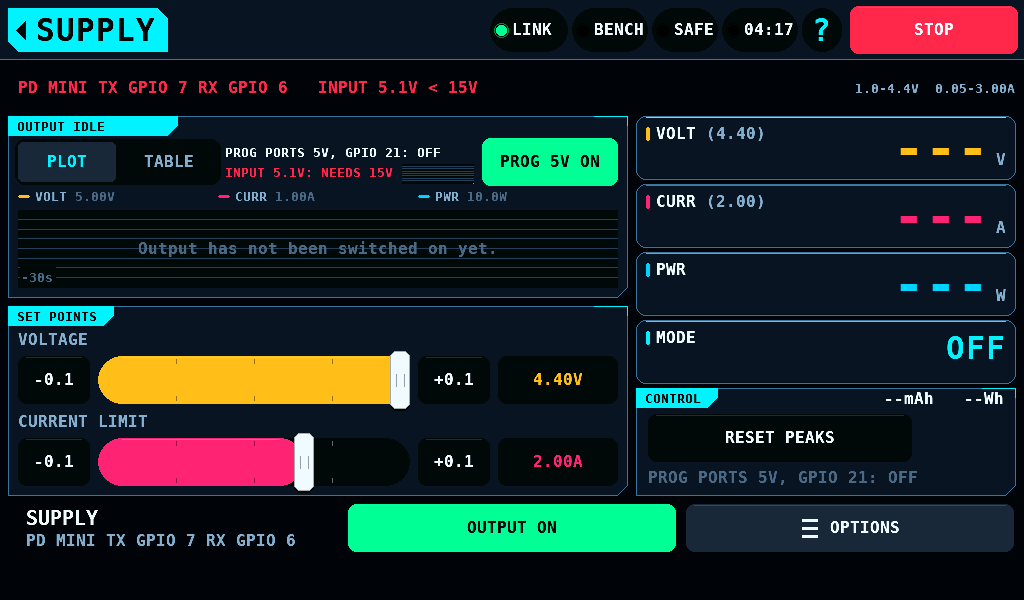 SUPPLY
LINK
BENCH
SAFE
04:17
?
STOP
PD MINI TX GPIO 7 RX GPIO 6 INPUT 5.1V < 15V
1.0-4.4V 0.05-3.00A
OUTPUT IDLE
PLOT
TABLE
PROG PORTS 5V, GPIO 21: OFF
INPUT 5.1V: NEEDS 15V
PROG 5V ON
VOLT 5.00V
CURR 1.00A
PWR 10.0W
Output has not been switched on yet.
-30s
VOLT (4.40)
--- V
CURR (2.00)
--- A
PWR
--- W
MODE
OFF
SET POINTS
VOLTAGE
-0.1
+0.1
4.40V
CURRENT LIMIT
-0.1
+0.1
2.00A
CONTROL
--mAh --Wh
RESET PEAKS
PROG PORTS 5V, GPIO 21: OFF
SUPPLY
PD MINI TX GPIO 7 RX GPIO 6
OUTPUT ON
OPTIONS